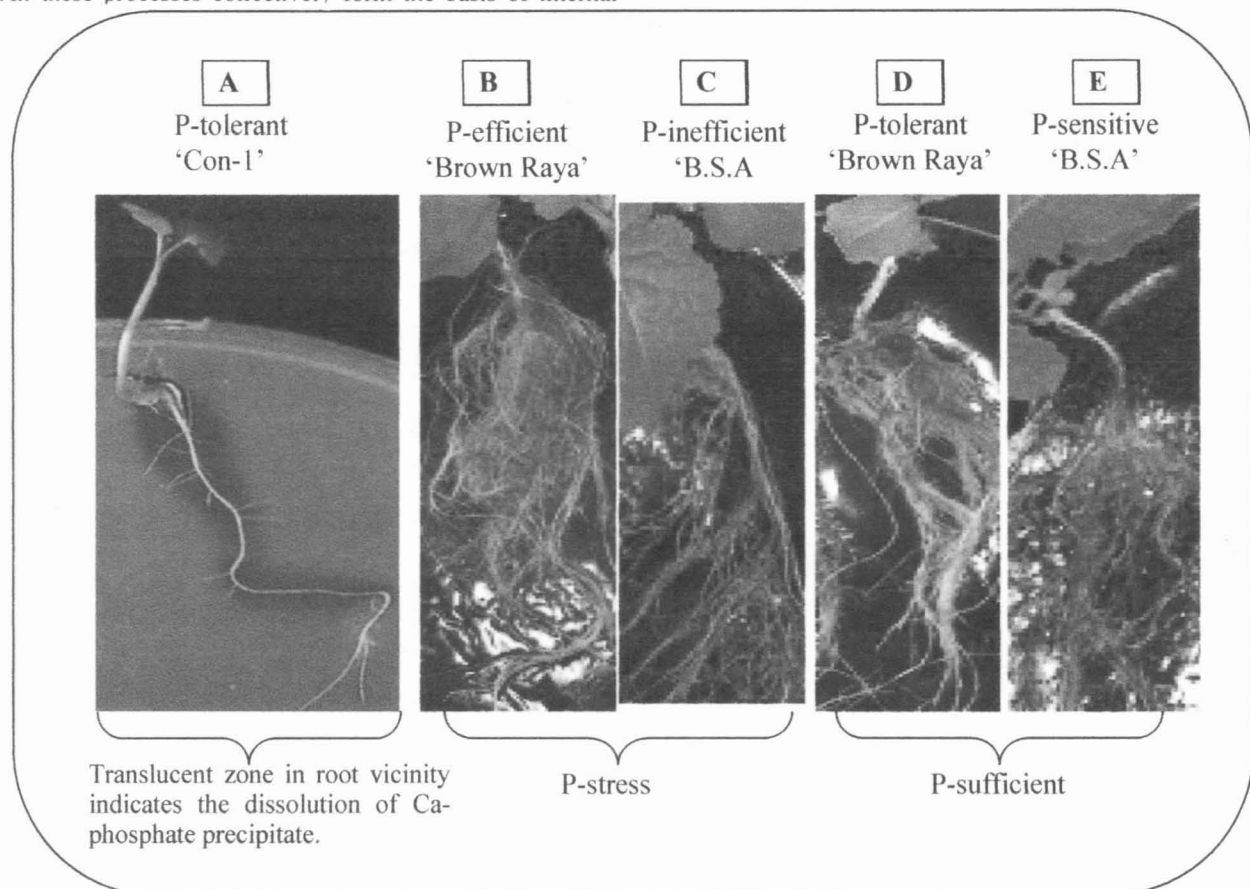 A B C D E
P-tolerant P-efficient P-inefficient P-tolerant P-sensitive
'Con-1' 'Brown Raya' 'B.S.A 'Brown Raya' 'B.S.A'
Translucent zone in root vicinity
indicates the dissolution of Ca-
phosphate precipitate.
P-stress
P-sufficient